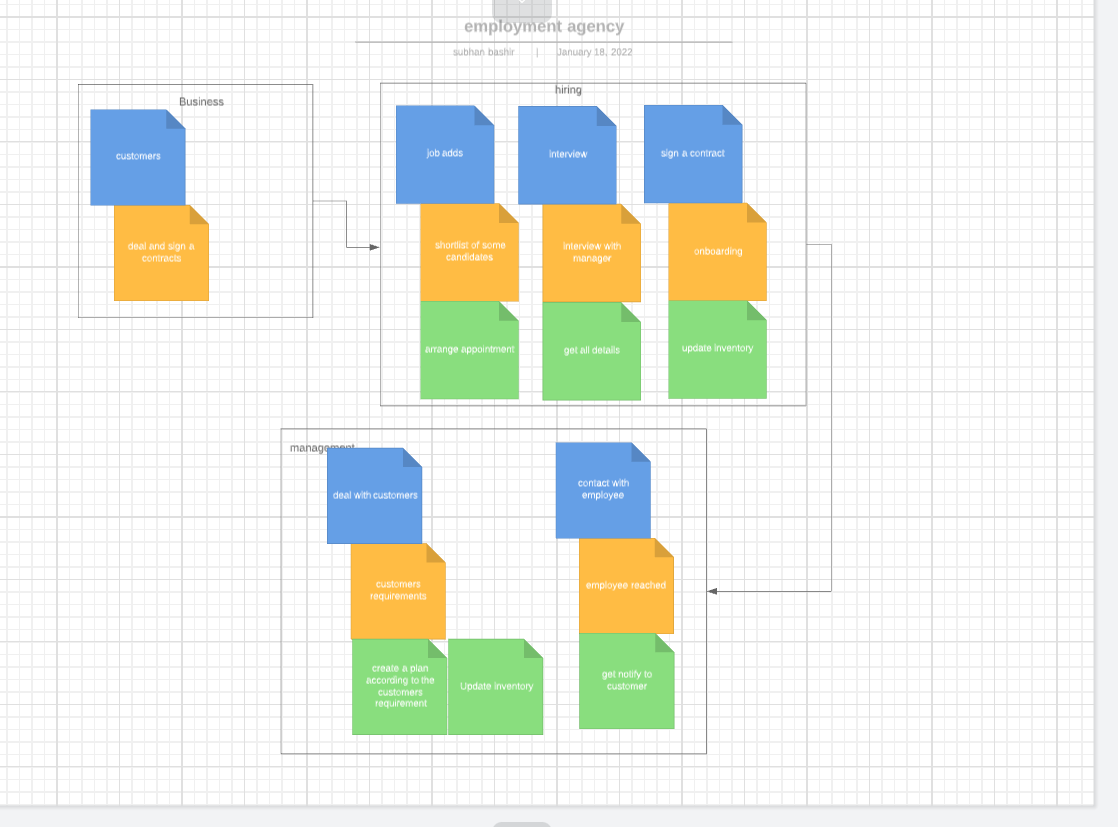 employment agency
subhan bashir | January 18, 2022
Business
customers
deal and sign a
contracts
hiring
job adds
interview
sign a contract
shortlist of some
candidates
interview with
manager
onboarding
arrange appointment
get all details
update inventory
management
deal with customers
contact with
employee
customers
requirements
employee reached
create a plan
according to the
customers
requirement
Update inventory
get notify to
customer